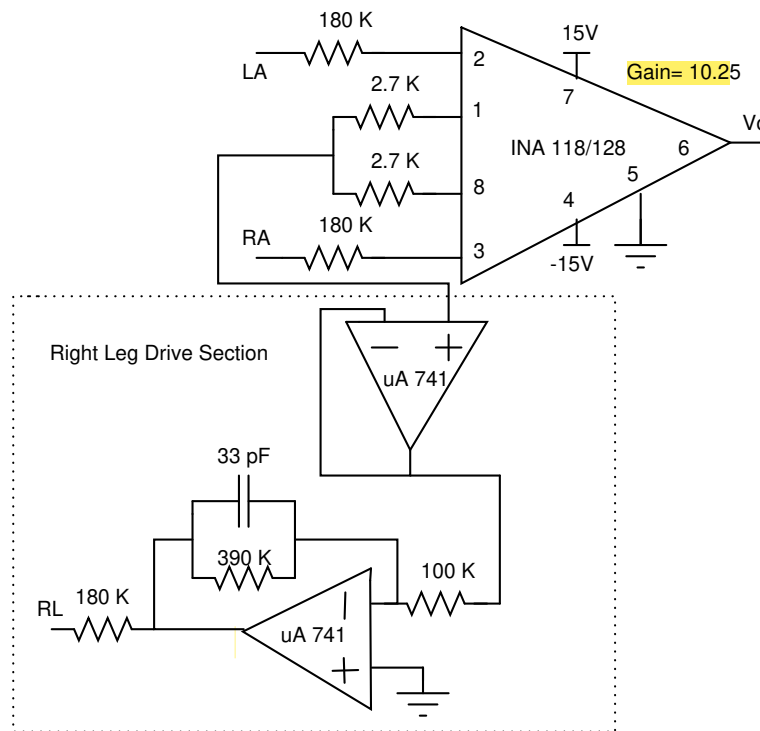 180 K
LA
2
15V
7
Gain= 10.25
2.7 K
1
INA 118/128
6
2.7 K
8
5
4
180 K
RA
3
-15V
Right Leg Drive Section
uA 741
33 pF
390 K
100 K
180 K
RL
uA 741